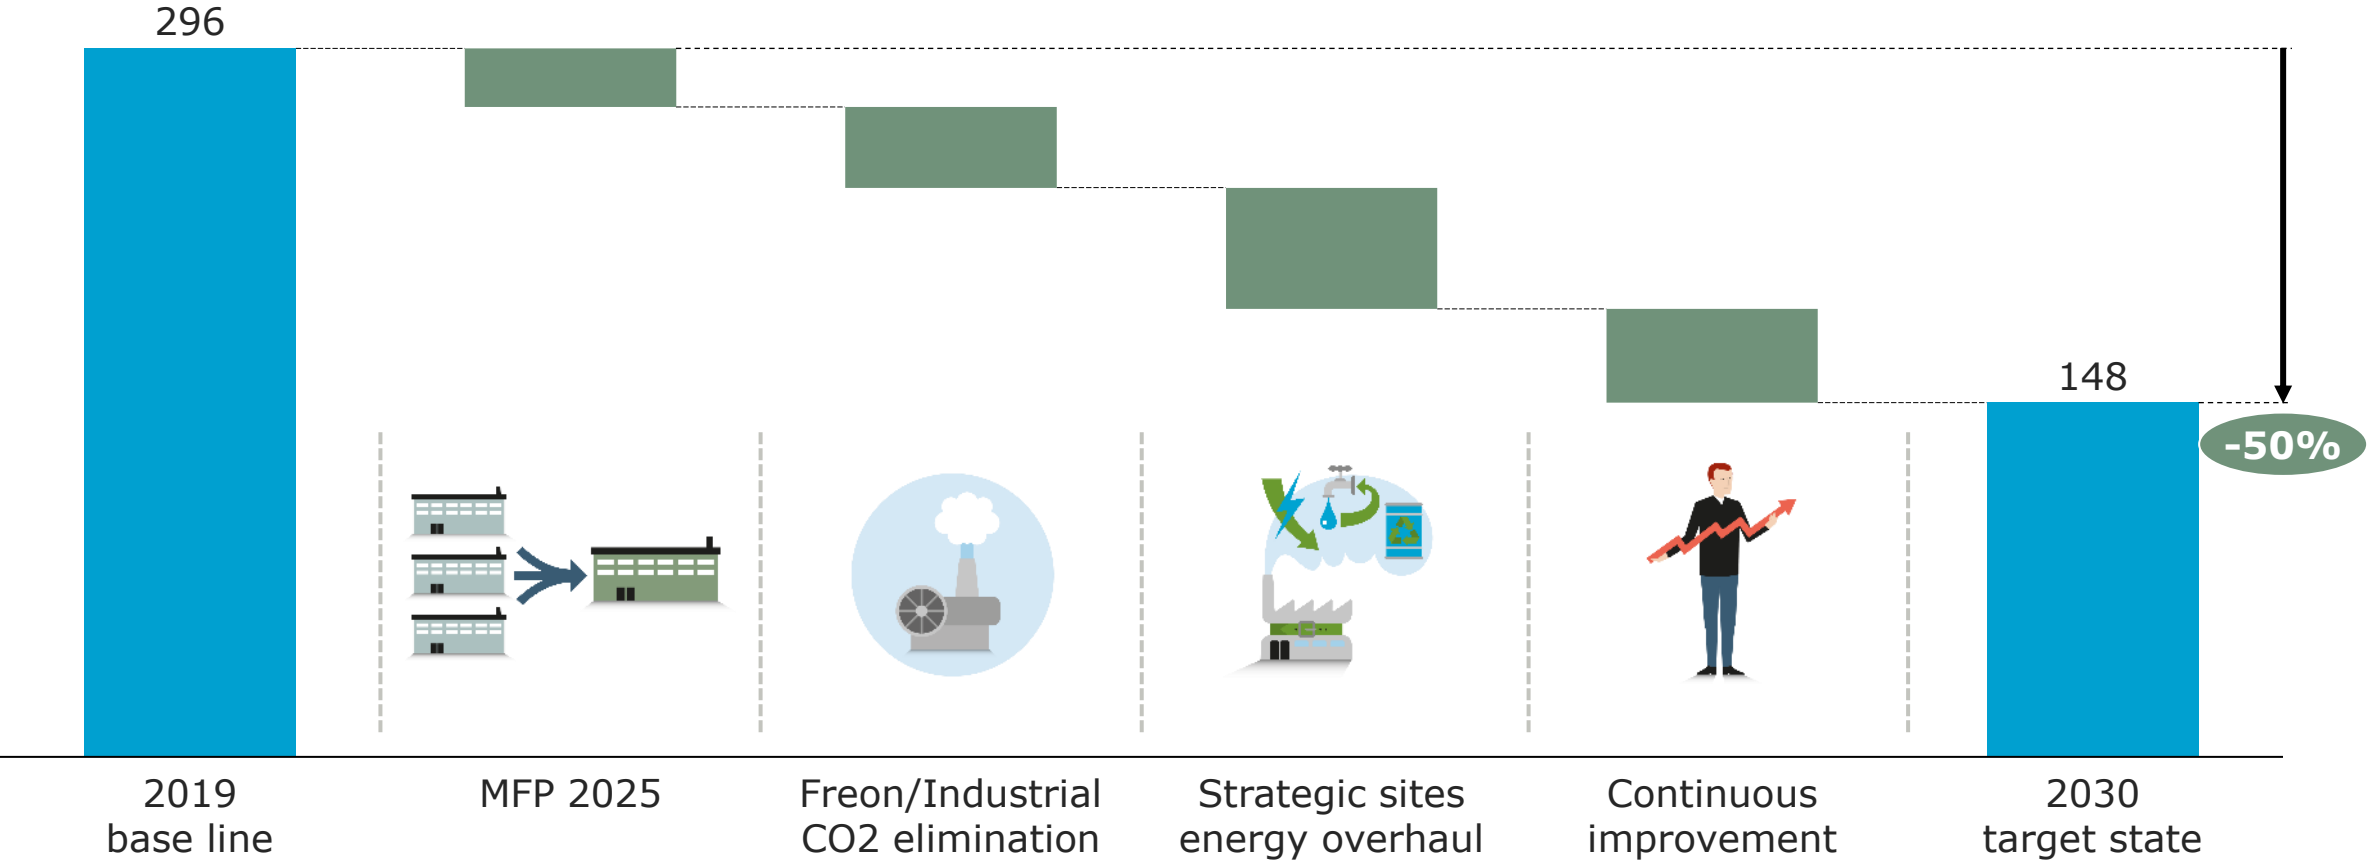 296
148
-50%
2019
base line
MFP 2025
Freon/Industrial
CO2 elimination
Strategic sites
energy overhaul
Continuous
improvement
2030
target state